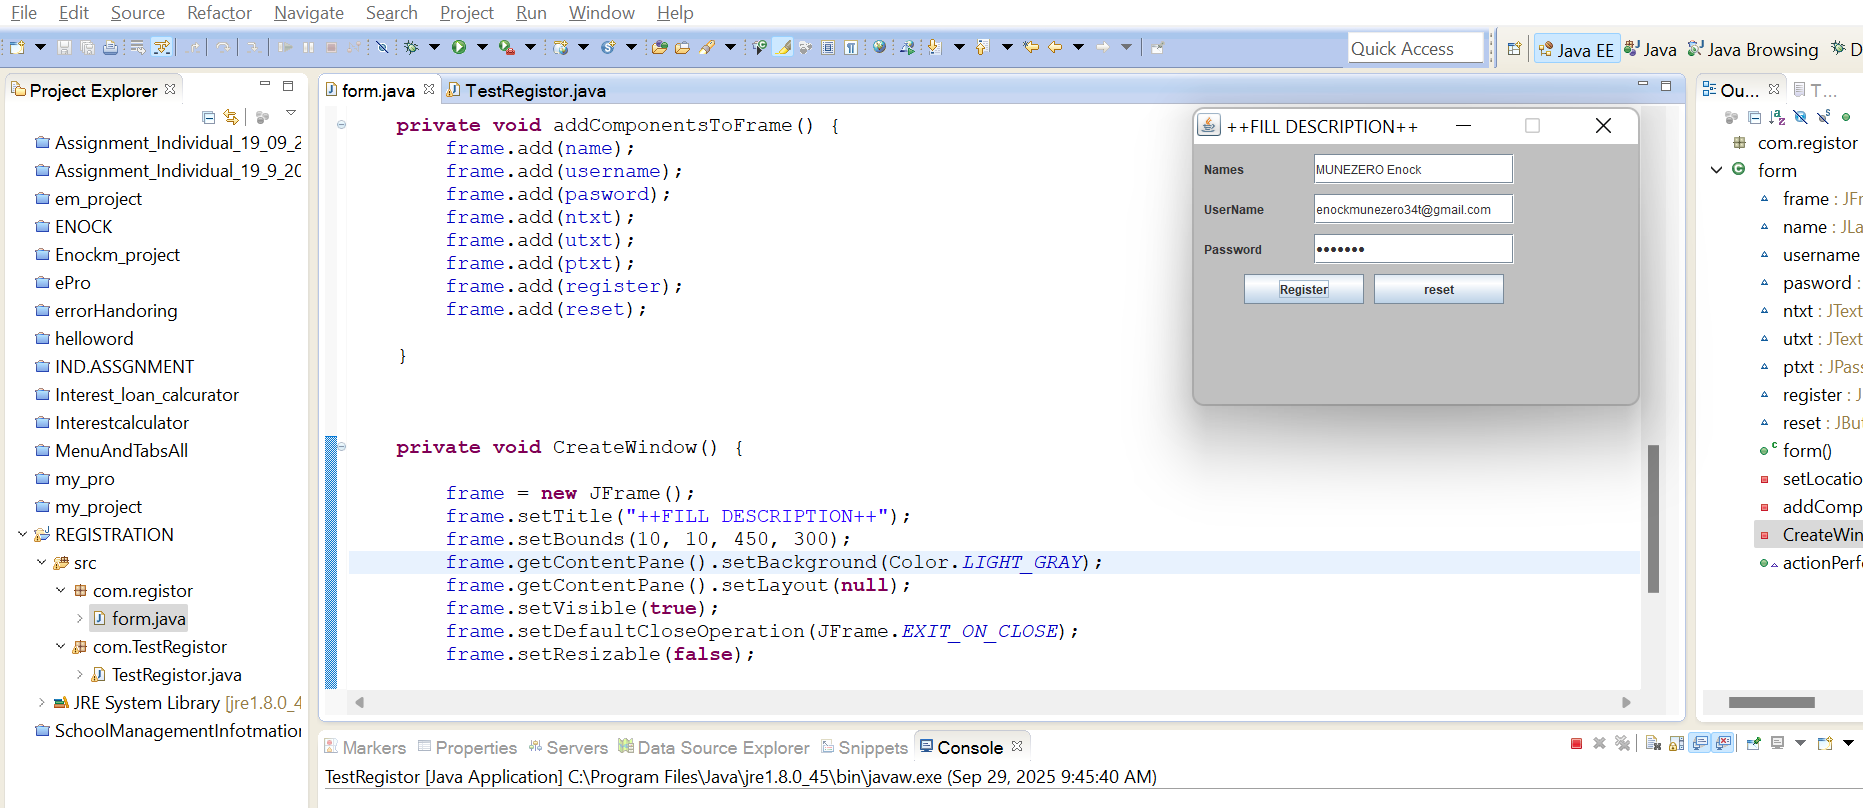 File Edit Source Refactor Navigate Search Project Run Window Help
Quick Access
Java EE Java Java Browsing D
Project Explorer
Assignment_Individual_19_09_2
Assignment_Individual_19_9_20
em_project
ENOCK
Enockm_project
ePro
errorHandoring
helloword
IND.ASSGNMENT
Interest_loan_calcurator
Interestcalculator
MenuAndTabsAll
my_pro
my_project
REGISTRATION
src
com.registor
form.java
com.TestRegistor
TestRegistor.java
JRE System Library [jre1.8.0_4
SchoolManagementInfotmation
form.java TestRegistor.java
private void addComponentsToFrame() {
frame.add(name);
frame.add(username);
frame.add(pasword);
frame.add(ntxt);
frame.add(utxt);
frame.add(ptxt);
frame.add(register);
frame.add(reset);
}
private void CreateWindow() {
frame = new JFrame();
frame.setTitle("++FILL DESCRIPTION++");
frame.setBounds(10, 10, 450, 300);
frame.getContentPane().setBackground(Color.LIGHT_GRAY);
frame.getContentPane().setLayout(null);
frame.setVisible(true);
frame.setDefaultCloseOperation(JFrame.EXIT_ON_CLOSE);
frame.setResizable(false);
++FILL DESCRIPTION++
Names MUNEZERO Enock
UserName enockmunezero34t@gmail.com
Password •••••••
Register reset
Ou... T...
com.registor
form
frame : JFr
name : JLa
username
pasword :
ntxt : JText
utxt : JText
ptxt : JPass
register : J
reset : JBut
form()
setLocatio
addComp
CreateWin
actionPerf
Markers Properties Servers Data Source Explorer Snippets Console
TestRegistor [Java Application] C:\Program Files\Java\jre1.8.0_45\bin\javaw.exe (Sep 29, 2025 9:45:40 AM)